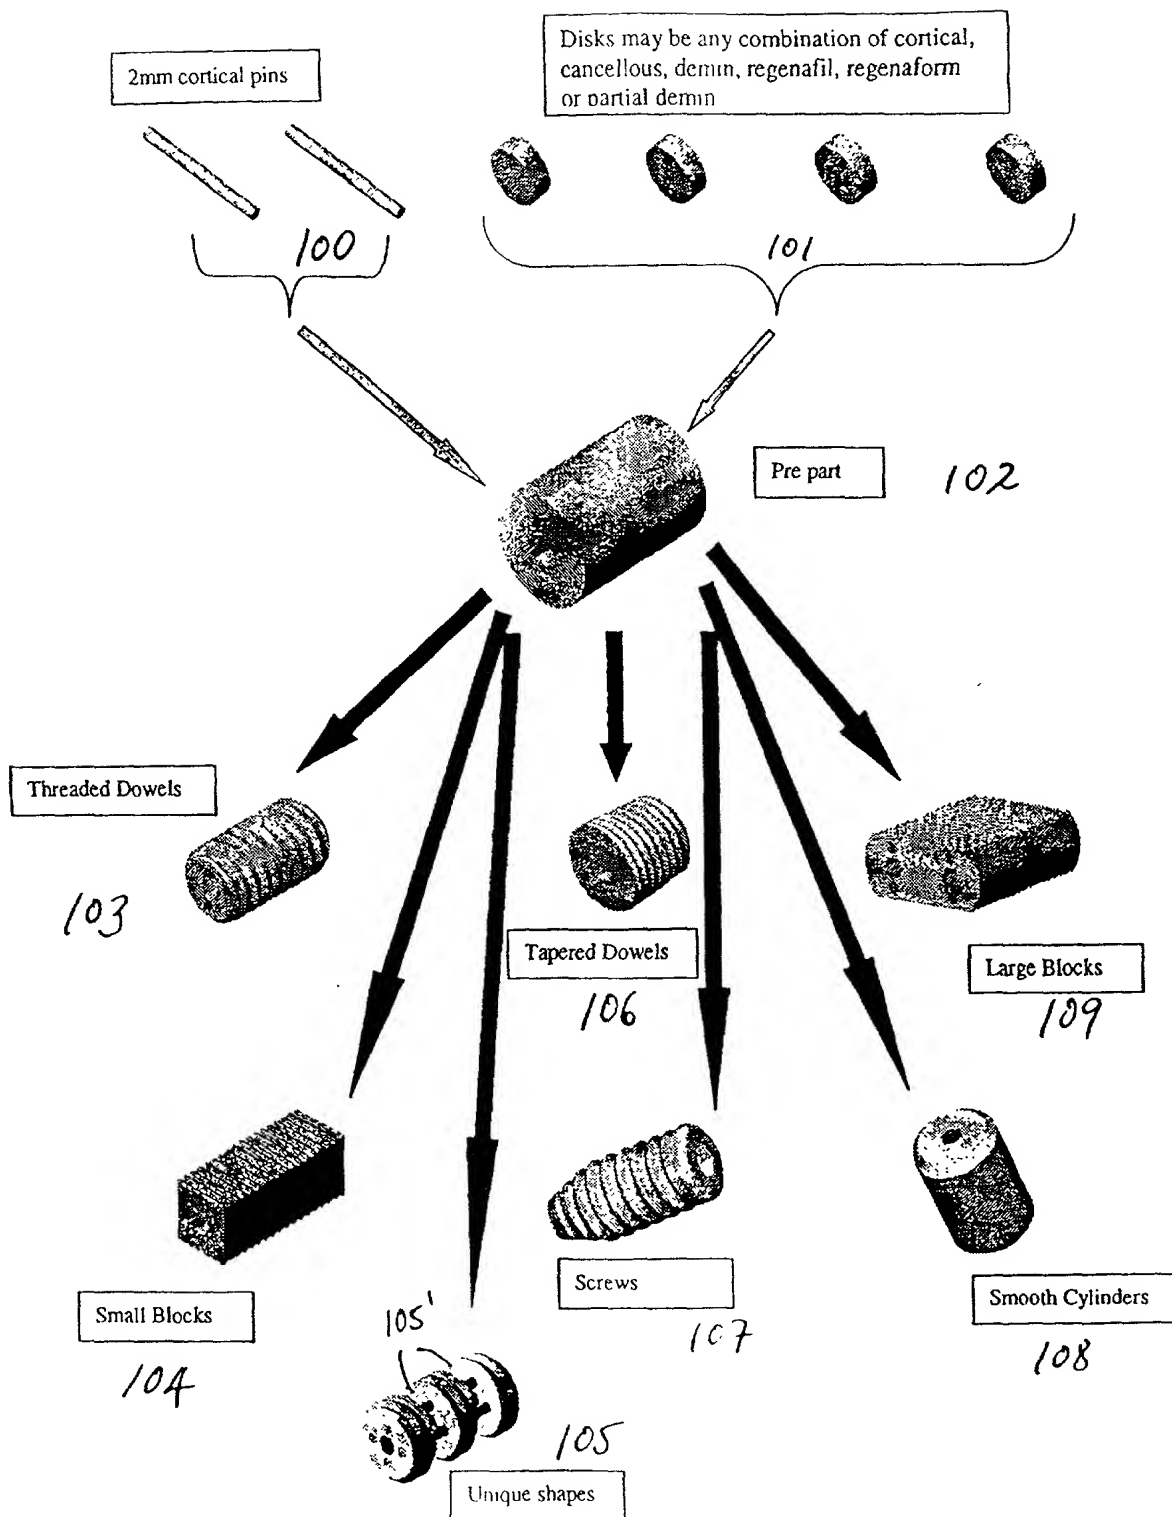 2mm cortical pins
Disks may be any combination of cortical,
cancellous, demin, regenafil, regenaform
or partial demin
100
101
Pre part
102
Threaded Dowels
103
Tapered Dowels
106
Large Blocks
109
Small Blocks
104
105'
105
Unique shapes
Screws
107
Smooth Cylinders
108